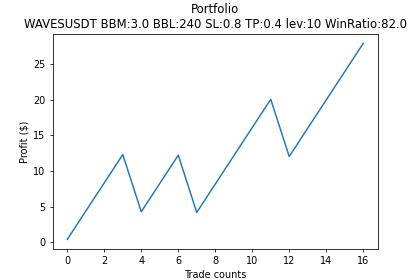 Portfolio
WAVESUSDT BBM:3.0 BBL:240 SL:0.8 TP:0.4 lev:10 WinRatio:82.0
Profit ($)
25
20
15
10
5
0
0 2 4 6 8 10 12 14 16
Trade counts